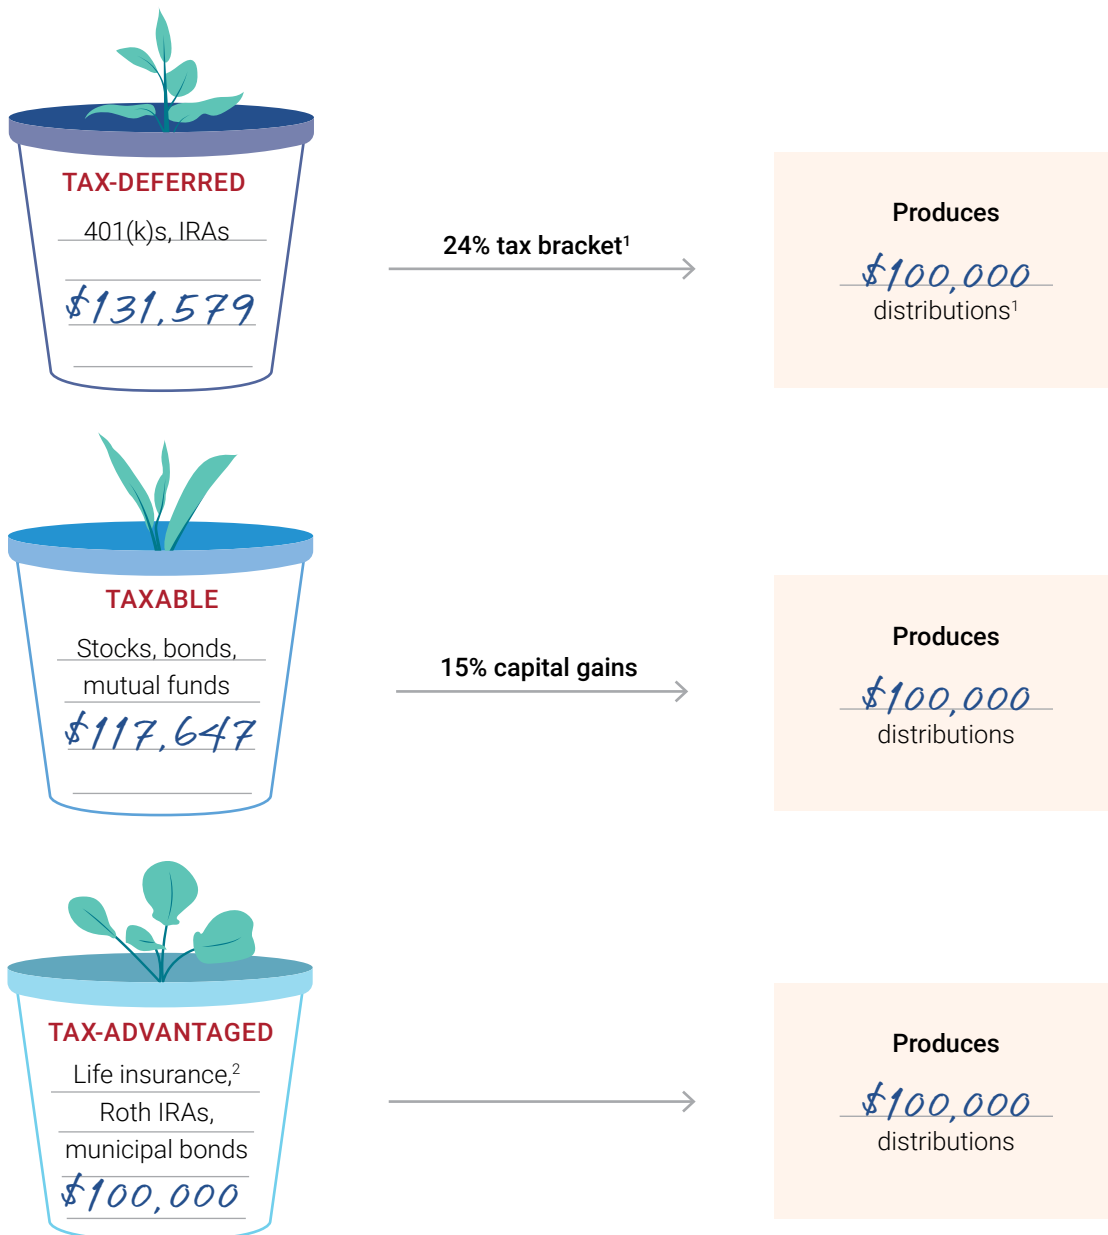 TAX-DEFERRED
401(k)s, IRAs
$131,579
24% tax bracket¹
Produces
$100,000
distributions¹
TAXABLE
Stocks, bonds,
mutual funds
$117,647
15% capital gains
Produces
$100,000
distributions
TAX-ADVANTAGED
Life insurance,²
Roth IRAs,
municipal bonds
$100,000
Produces
$100,000
distributions